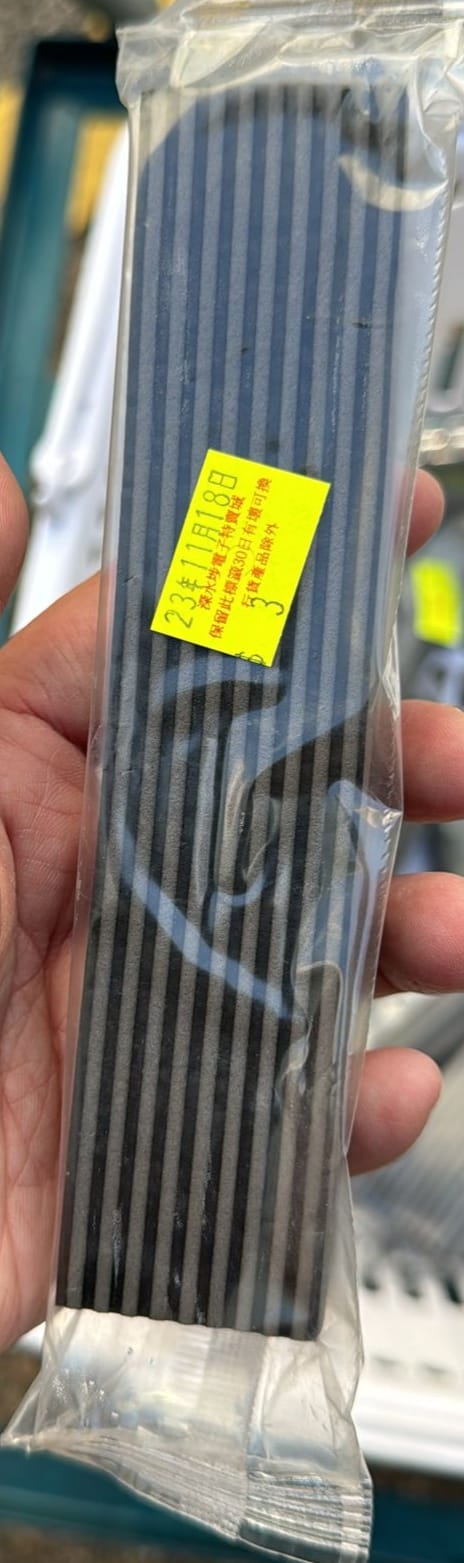 23年11月18日
深水埗電子特賣城
保留此標籤30日有壞可換
行貨產品除外
3